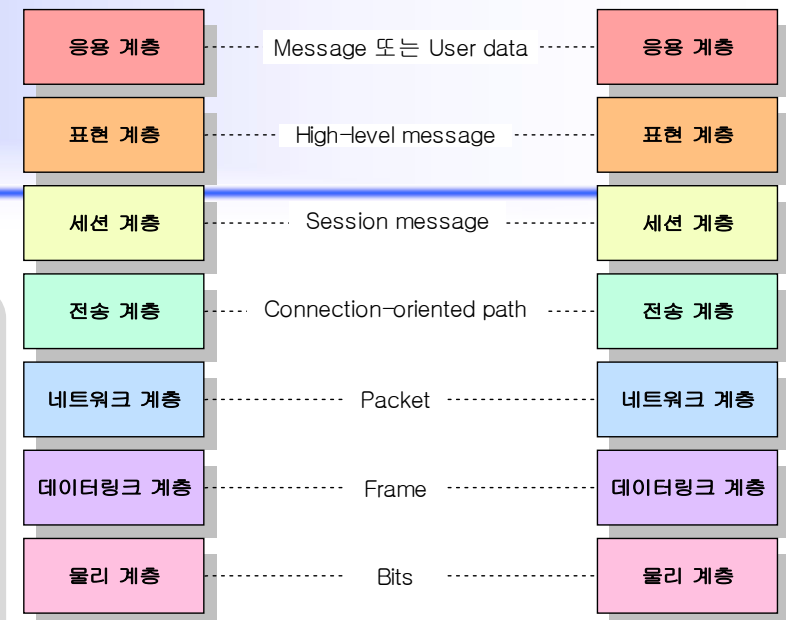 응용 계층 Message 또는 User data 응용 계층
표현 계층 High-level message 표현 계층
세션 계층 Session message 세션 계층
전송 계층 Connection-oriented path 전송 계층
네트워크 계층 Packet 네트워크 계층
데이터링크 계층 Frame 데이터링크 계층
물리 계층 Bits 물리 계층